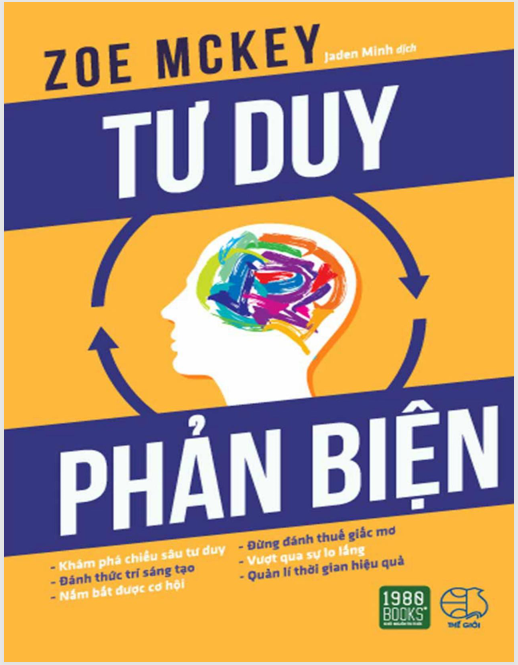 ZOE MCKEY
Jaden Minh dịch
TƯ DUY
PHẢN BIỆN
- Khám phá chiều sâu tư duy
- Đánh thức trí sáng tạo
- Nắm bắt được cơ hội
- Đừng đánh thuế giấc mơ
- Vượt qua sự lo lắng
- Quản lí thời gian hiệu quả
1980
BOOKS
THẾ GIỚI